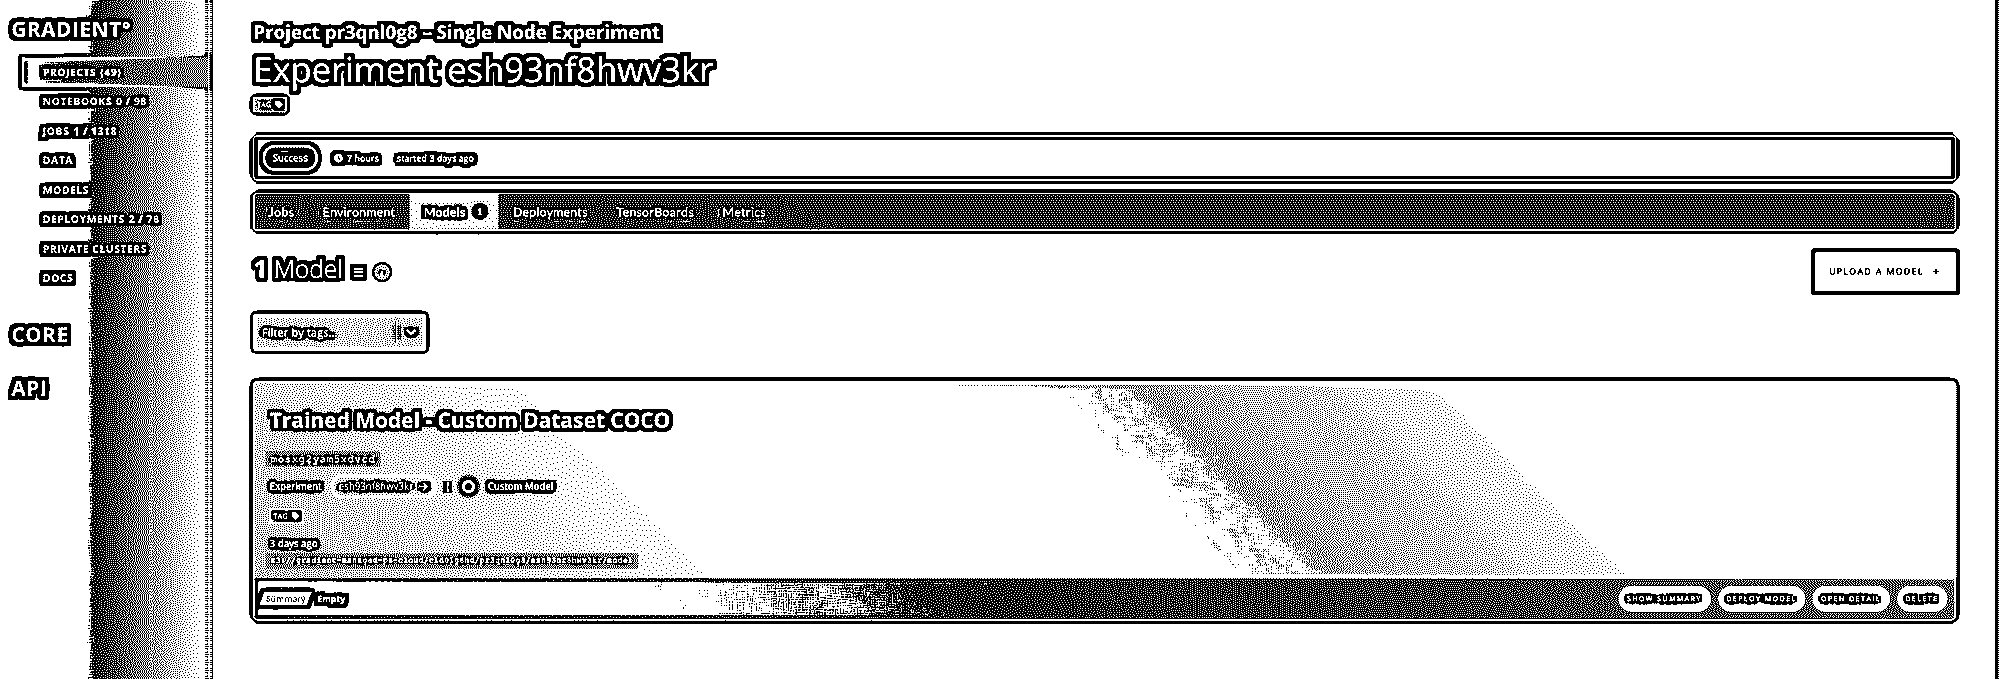 GRADIENT°
PROJECTS (49)
NOTEBOOKS 0 / 98
JOBS 1 / 1318
DATA
MODELS
DEPLOYMENTS 2 / 78
PRIVATE CLUSTERS
DOCS
CORE
API
Project pr3qnl0g8 – Single Node Experiment
Experiment esh93nf8hwv3kr
TAG
Success 7 hours started 3 days ago
Jobs Environment Models 1 Deployments TensorBoards Metrics
1 Model
UPLOAD A MODEL +
Filter by tags...
Trained Model - Custom Dataset COCO
Experiment esh93nf8hwv3kr Custom Model
TAG
3 days ago
Summary Empty
SHOW SUMMARY DEPLOY MODEL OPEN DETAIL DELETE